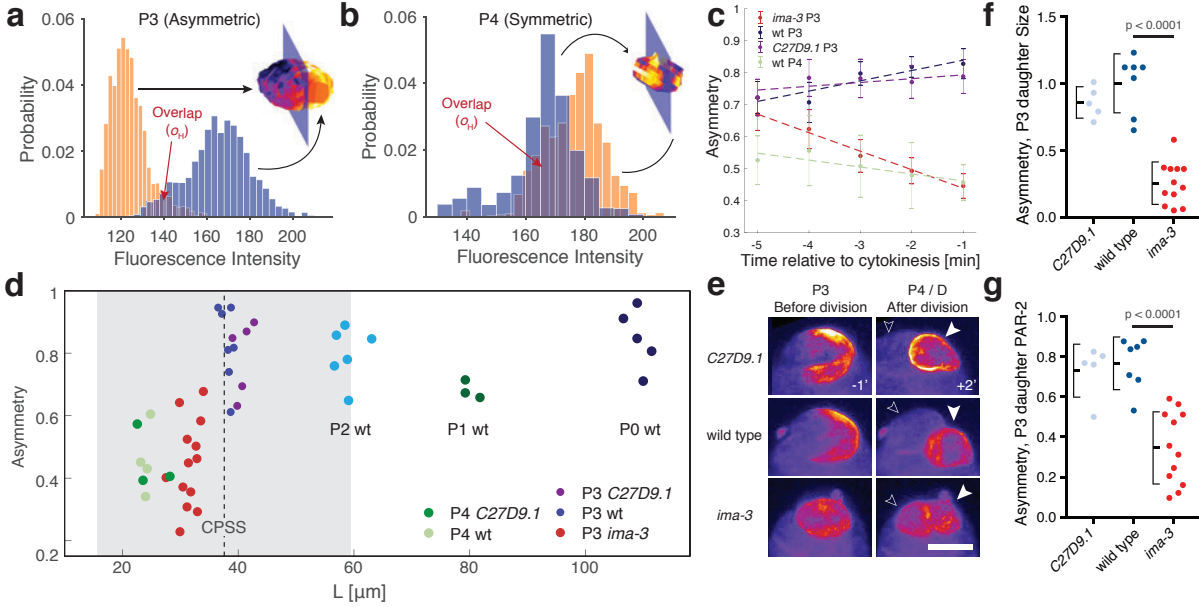 a
P3 (Asymmetric)
Probability
0.06
0.04
0.02
0
Overlap
(oH)
120 140 160 180 200
Fluorescence Intensity
b
P4 (Symmetric)
Probability
0.06
0.04
0.02
0
Overlap
(oH)
140 160 180 200
Fluorescence Intensity
c
ima-3 P3
wt P3
C27D9.1 P3
wt P4
Asymmetry
1
0.9
0.8
0.7
0.6
0.5
0.4
0.3
-5 -4 -3 -2 -1
Time relative to cytokinesis [min]
d
Asymmetry
1
0.8
0.6
0.4
0.2
P2 wt
P1 wt
P0 wt
CPSS
P4 C27D9.1
P4 wt
P3 C27D9.1
P3 wt
P3 ima-3
20 40 60 80 100
L [µm]
e
P3
Before division
P4 / D
After division
C27D9.1
-1'
+2'
wild type
ima-3
f
Asymmetry, P3 daughter Size
p < 0.0001
1.5
1.0
0.5
0.0
C27D9.1
wild type
ima-3
g
Asymmetry, P3 daughter PAR-2
p < 0.0001
1.0
0.8
0.6
0.4
0.2
0.0
C27D9.1
wild type
ima-3